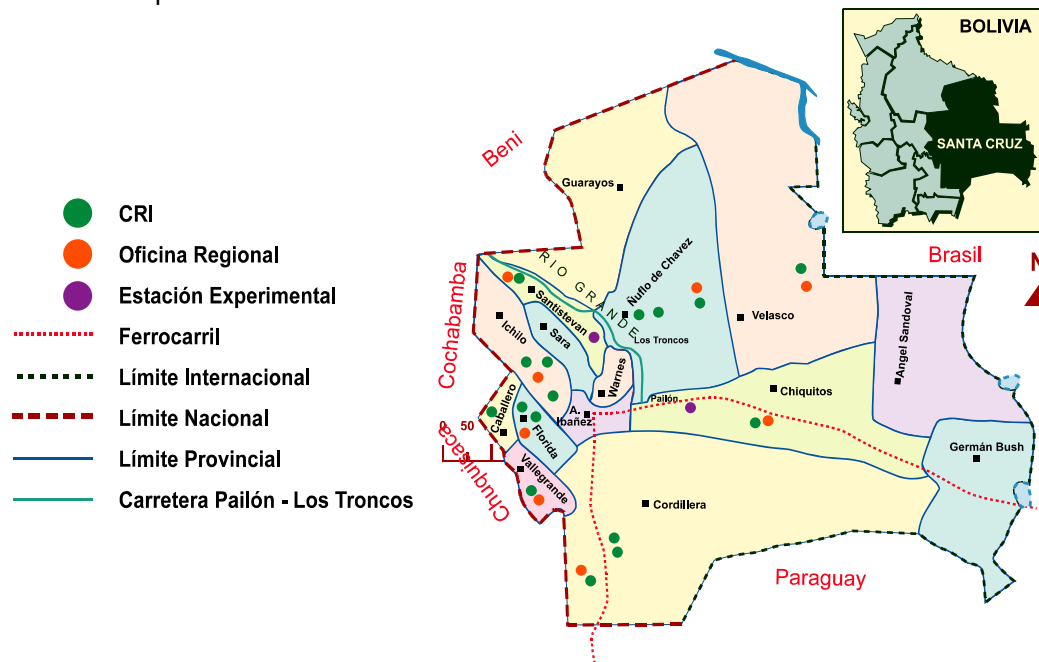 BOLIVIA
SANTA CRUZ
Beni
Guarayos
CRI
Oficina Regional
Estación Experimental
Ferrocarril
Límite Internacional
Límite Nacional
Límite Provincial
Carretera Pailón - Los Troncos
Brasil
N
RIO GRANDE
Ñuflo de Chavez
Cochabamba
Santistevan
Ichilo
Sara
Los Troncos
Velasco
Angel Sandoval
Warnes
Pailón
Chiquitos
Caballero
A.
Ibañez
Florida
0 50
Germán Bush
Vallegrande
Chuquisaca
Cordillera
Paraguay